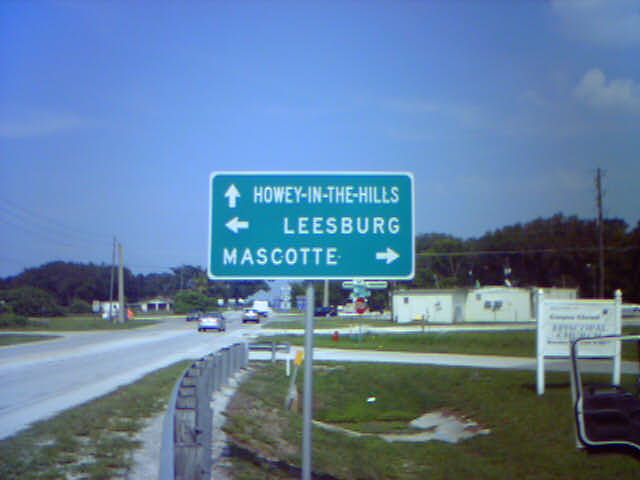 HOWEY-IN-THE-HILLS
LEESBURG
MASCOTTE
EPISCOPAL
CHURCH